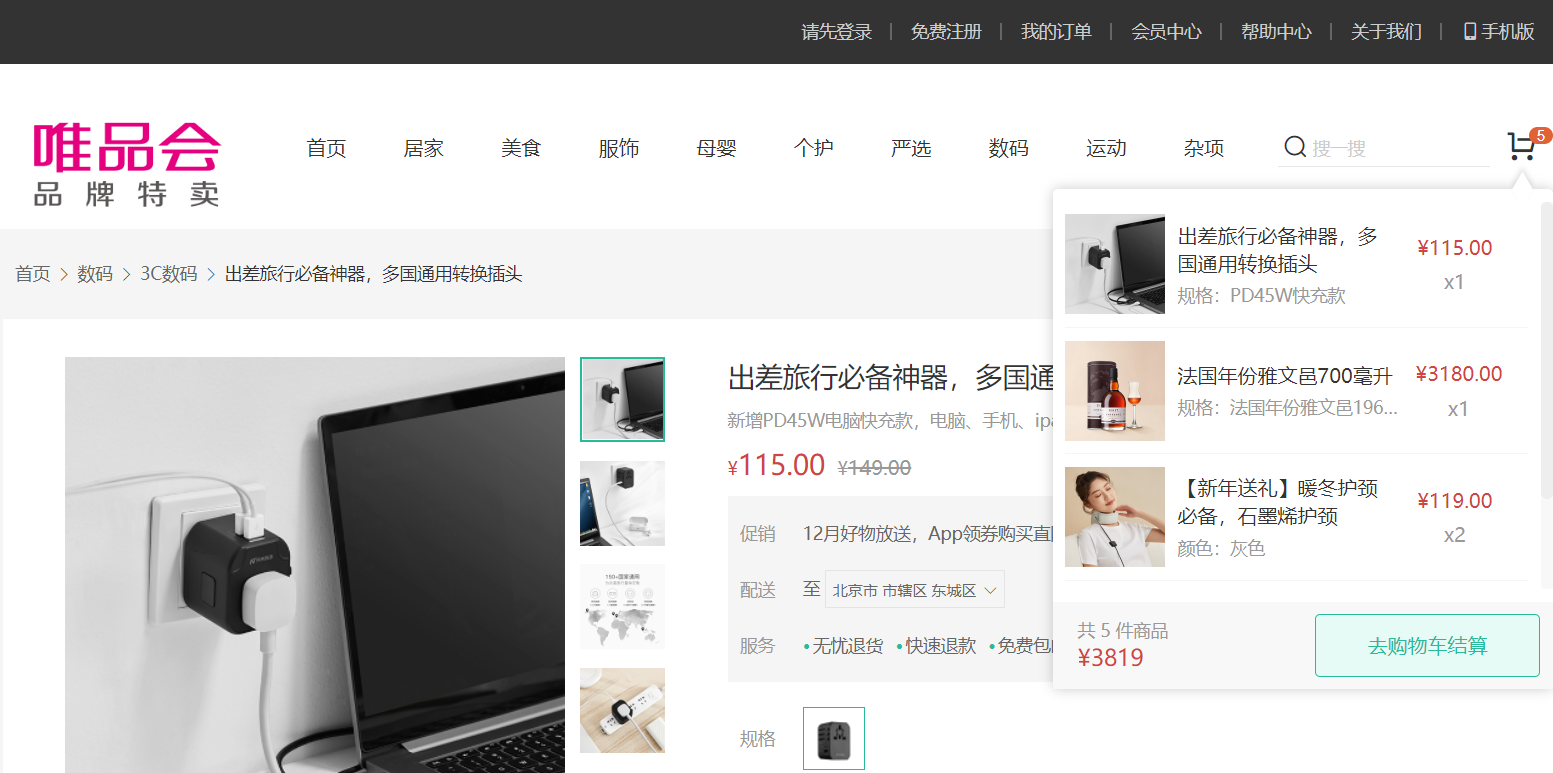 请先登录 | 免费注册 | 我的订单 | 会员中心 | 帮助中心 | 关于我们 | 手机版
唯品会
品牌特卖
首页 居家 美食 服饰 母婴 个护 严选 数码 运动 杂项
搜一搜
5
首页 > 数码 > 3C数码 > 出差旅行必备神器，多国通用转换插头
出差旅行必备神器，多
国通用转换插头
规格：PD45W快充款
¥115.00
x1
法国年份雅文邑700毫升
规格：法国年份雅文邑196...
¥3180.00
x1
【新年送礼】暖冬护颈
必备，石墨烯护颈
颜色：灰色
¥119.00
x2
共 5 件商品
¥3819
去购物车结算
出差旅行必备神器，多国通
新增PD45W电脑快充款，电脑、手机、ipa
¥115.00 ¥149.00
促销 12月好物放送，App领券购买直
配送 至 北京市 市辖区 东城区
服务 •无忧退货 •快速退款 •免费包
规格